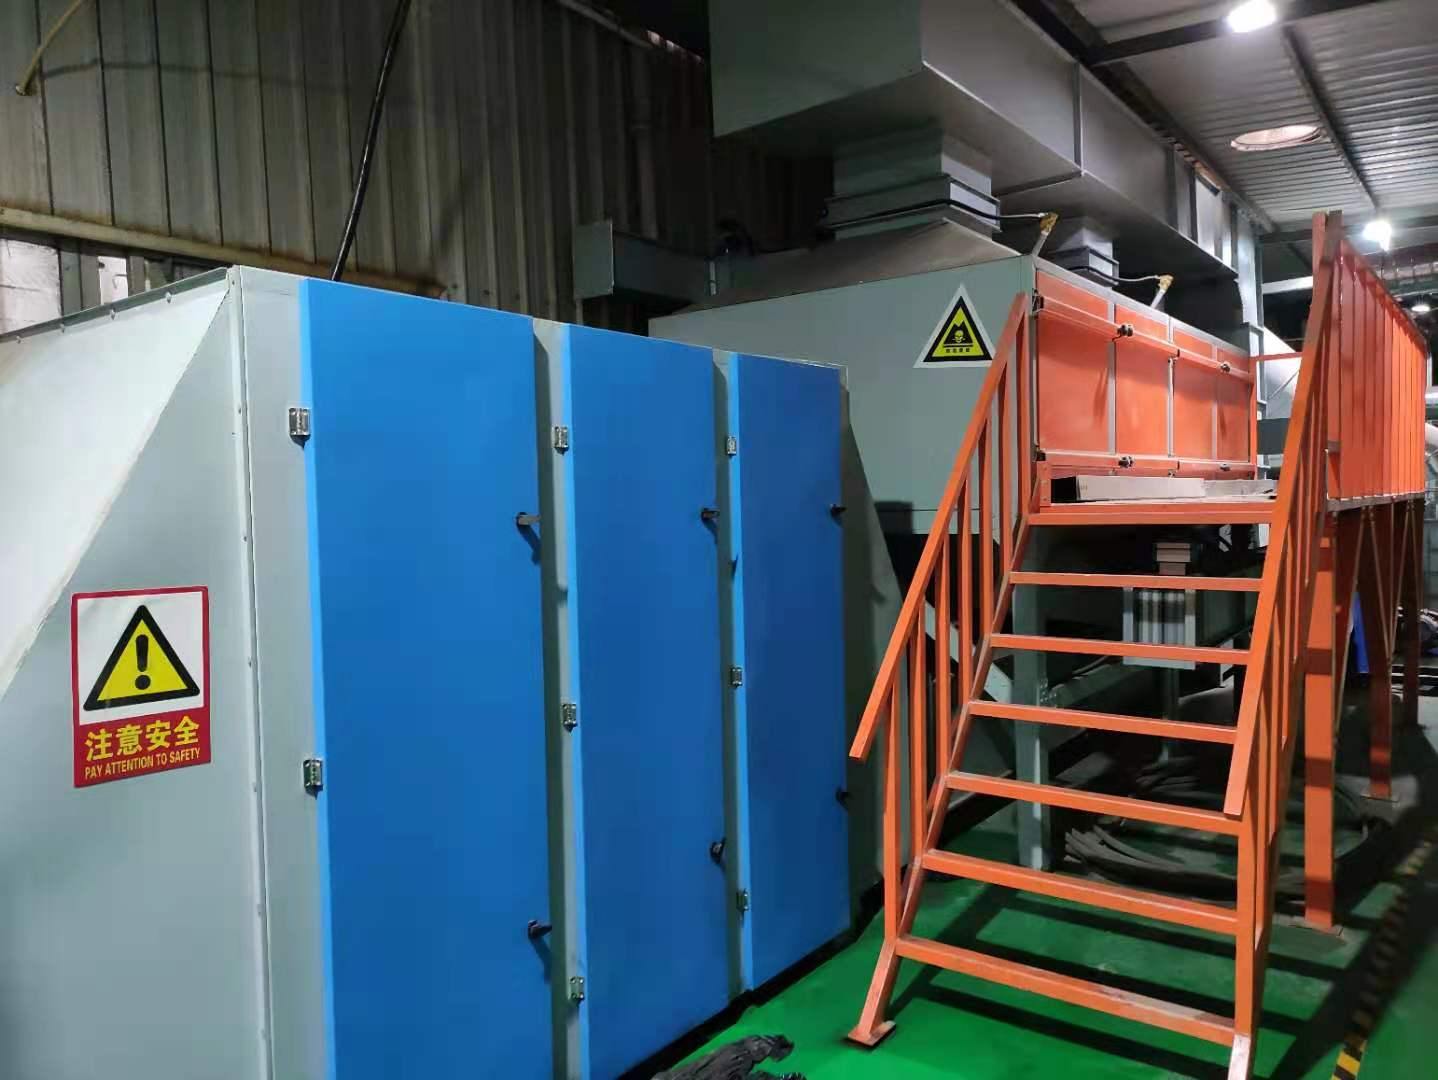 注意安全
PAY ATTENTION TO SAFETY